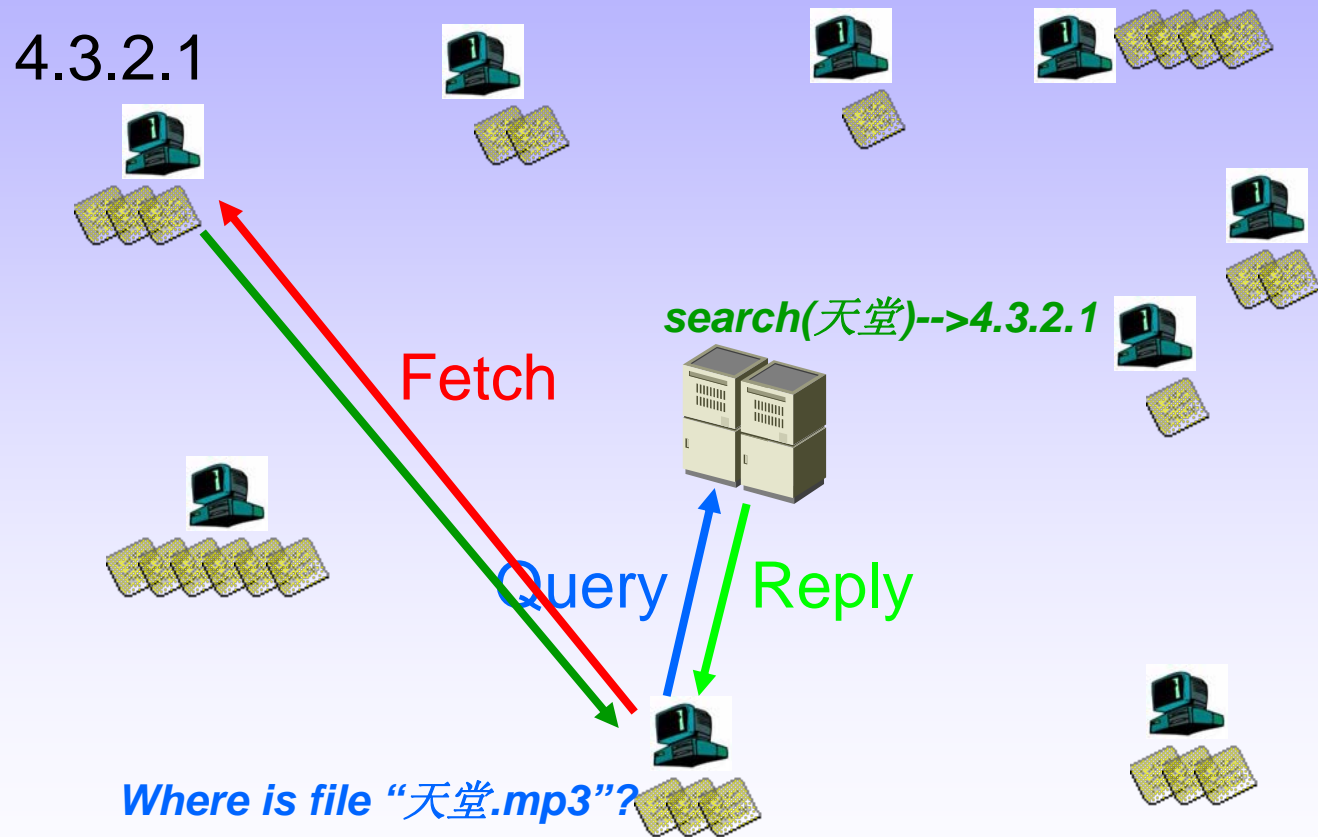 4.3.2.1
search(天堂)-->4.3.2.1
Fetch
Query
Reply
Where is file “天堂.mp3”?